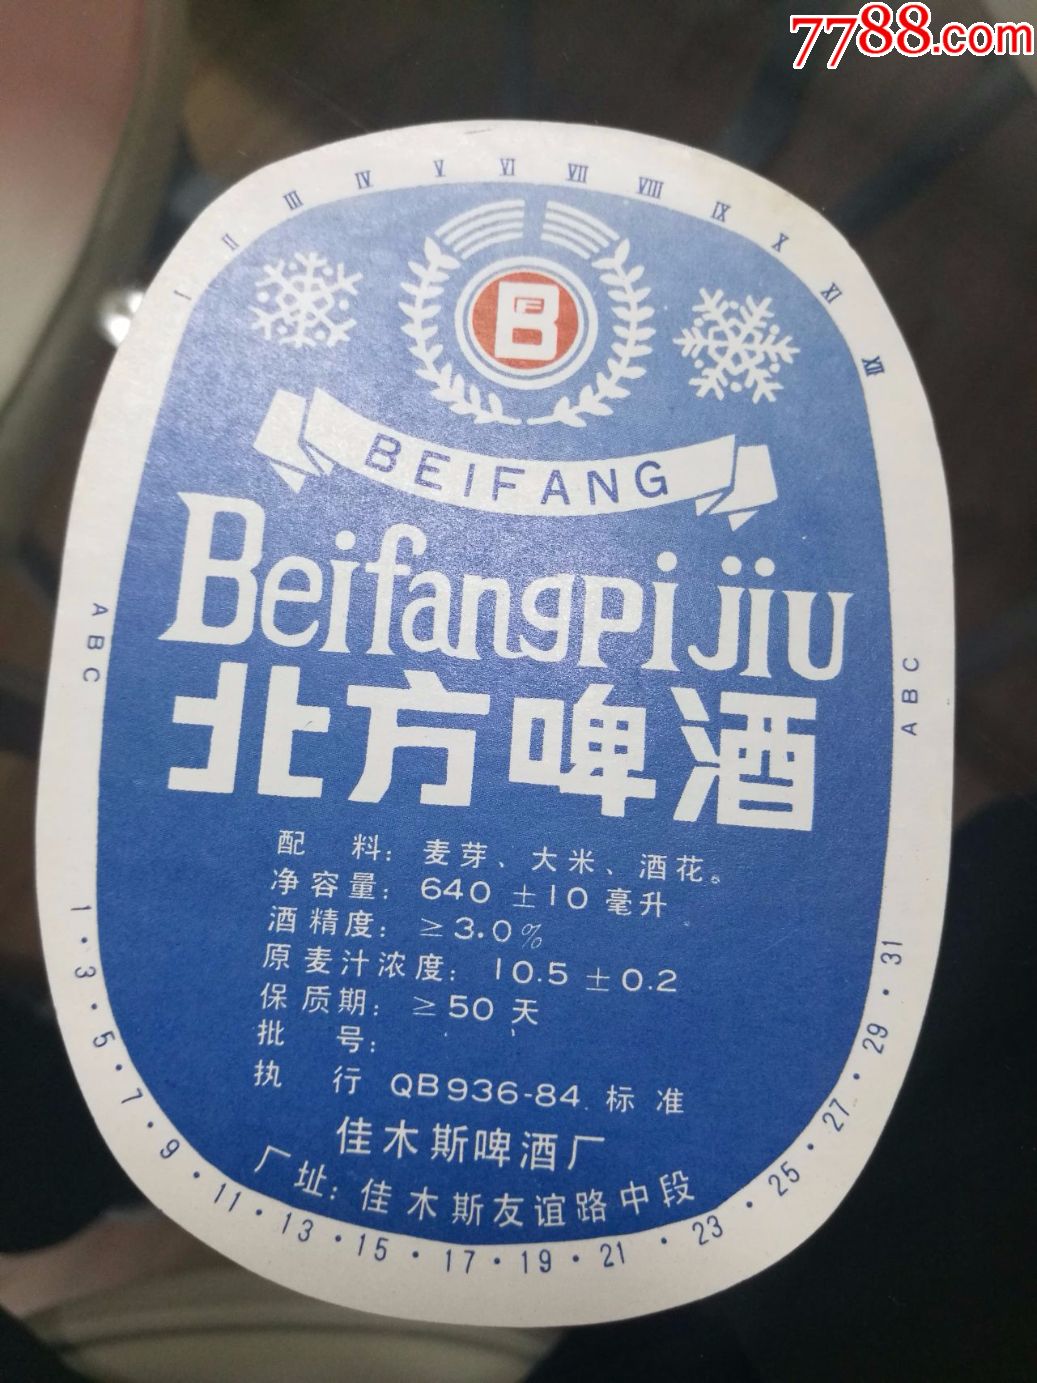 7788.com
I II III IV V VI VII VIII IX X XI XII
BF
BEIFANG
Beifangpijiu
北方啤酒
A B C
A B C
配 料：麦芽、大米、酒花。
净容量：640 ±10 毫升
酒精度：≥3.0%
原麦汁浓度：10.5 ±0.2
保质期：≥50 天
批 号：
执 行 QB936-84 标 准
佳木斯啤酒厂
厂址：佳木斯友谊路中段
1·3·5·7·9·11·13·15·17·19·21·23·25·27·29·31